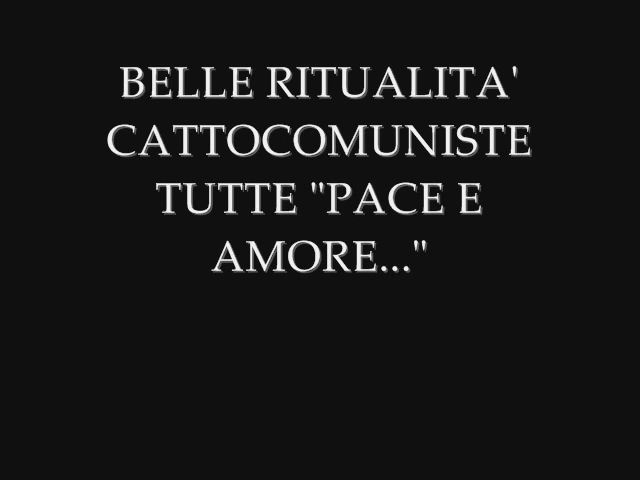 BELLE RITUALITA'
CATTOCOMUNISTE
TUTTE "PACE E
AMORE..."